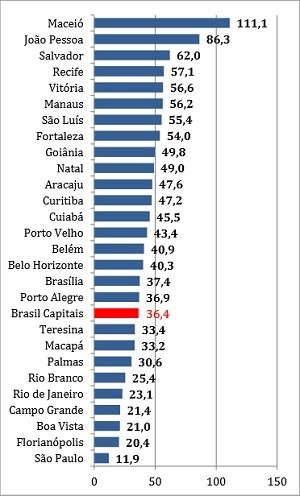 Maceió 111,1
João Pessoa 86,3
Salvador 62,0
Recife 57,1
Vitória 56,6
Manaus 56,2
São Luís 55,4
Fortaleza 54,0
Goiânia 49,8
Natal 49,0
Aracaju 47,6
Curitiba 47,2
Cuiabá 45,5
Porto Velho 43,4
Belém 40,9
Belo Horizonte 40,3
Brasília 37,4
Porto Alegre 36,9
Brasil Capitais 36,4
Teresina 33,4
Macapá 33,2
Palmas 30,6
Rio Branco 25,4
Rio de Janeiro 23,1
Campo Grande 21,4
Boa Vista 21,0
Florianópolis 20,4
São Paulo 11,9
0 50 100 150